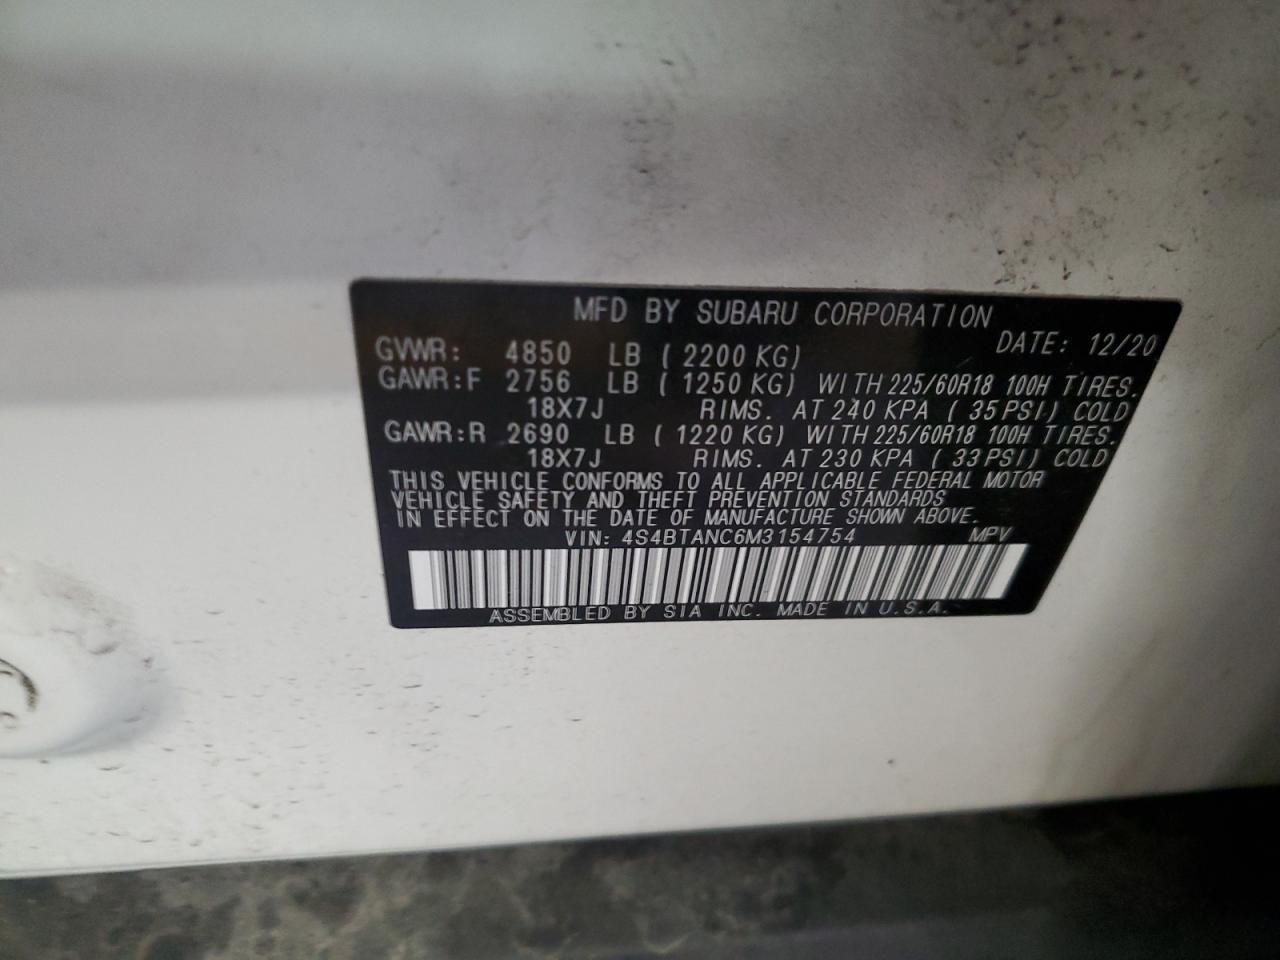 MFD BY SUBARU CORPORATION
DATE: 12/20
GVWR: 4850 LB ( 2200 KG)
GAWR:F 2756 LB ( 1250 KG) WITH 225/60R18 100H TIRES.
18X7J RIMS. AT 240 KPA ( 35 PSI) COLD
GAWR:R 2690 LB ( 1220 KG) WITH 225/60R18 100H TIRES.
18X7J RIMS. AT 230 KPA ( 33 PSI) COLD
THIS VEHICLE CONFORMS TO ALL APPLICABLE FEDERAL MOTOR
VEHICLE SAFETY AND THEFT PREVENTION STANDARDS
IN EFFECT ON THE DATE OF MANUFACTURE SHOWN ABOVE.
VIN: 4S4BTANC6M3154754 MPV
ASSEMBLED BY SIA INC. MADE IN U.S.A.